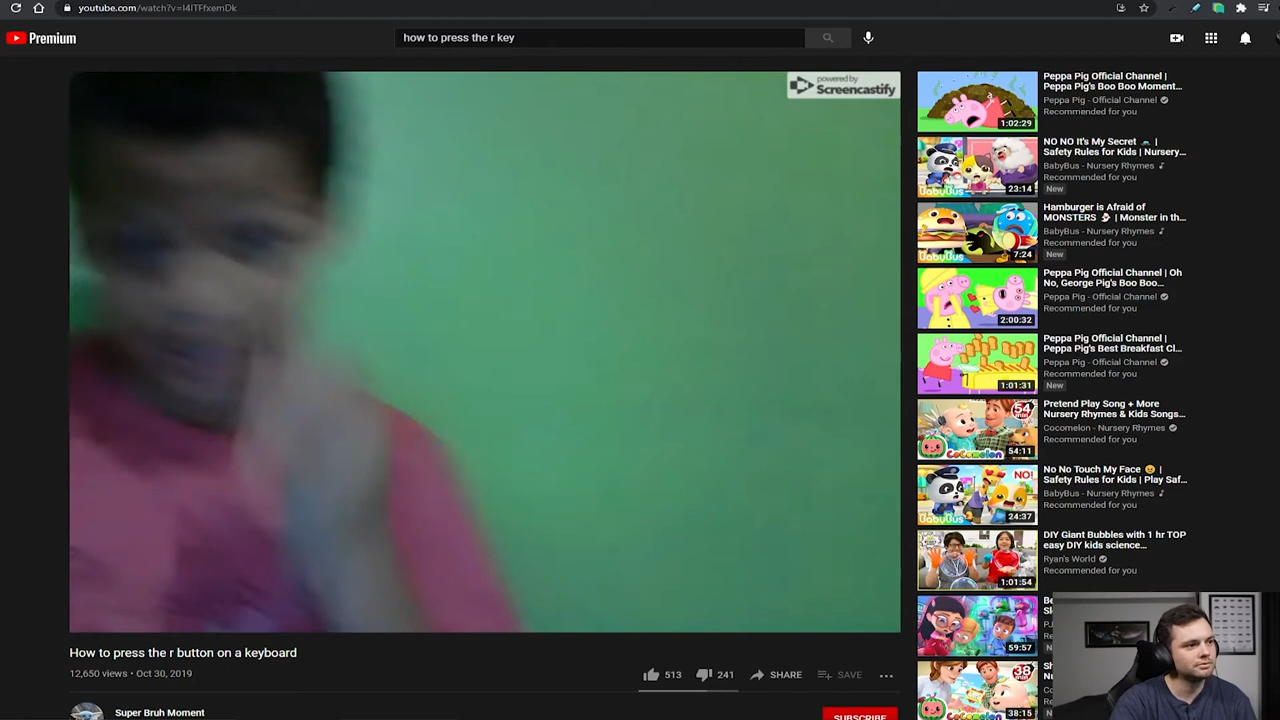 youtube.com/watch?v=l4lTFfxemDk
Premium
how to press the r key
powered by
Screencastify
How to press the r button on a keyboard
12,650 views • Oct 30, 2019
513
241
SHARE
SAVE
Super Bruh Moment
SUBSCRIBE
1:02:29
Peppa Pig Official Channel |
Peppa Pig's Boo Boo Moment...
Peppa Pig - Official Channel
Recommended for you
BabyBus
23:14
NO NO It's My Secret |
Safety Rules for Kids | Nursery...
BabyBus - Nursery Rhymes
Recommended for you
New
BabyBus
7:24
Hamburger is Afraid of
MONSTERS | Monster in th...
BabyBus - Nursery Rhymes
Recommended for you
New
2:00:32
Peppa Pig Official Channel | Oh
No, George Pig's Boo Boo...
Peppa Pig - Official Channel
Recommended for you
1:01:31
Peppa Pig Official Channel |
Peppa Pig's Best Breakfast Cl...
Peppa Pig - Official Channel
Recommended for you
New
54
COCOMELON
54:11
Pretend Play Song + More
Nursery Rhymes & Kids Songs...
Cocomelon - Nursery Rhymes
Recommended for you
NO!
BabyBus
24:37
No No Touch My Face |
Safety Rules for Kids | Play Saf...
BabyBus - Nursery Rhymes
Recommended for you
1:01:54
DIY Giant Bubbles with 1 hr TOP
easy DIY kids science...
Ryan's World
Recommended for you
59:57
38
COCOMELON
38:15